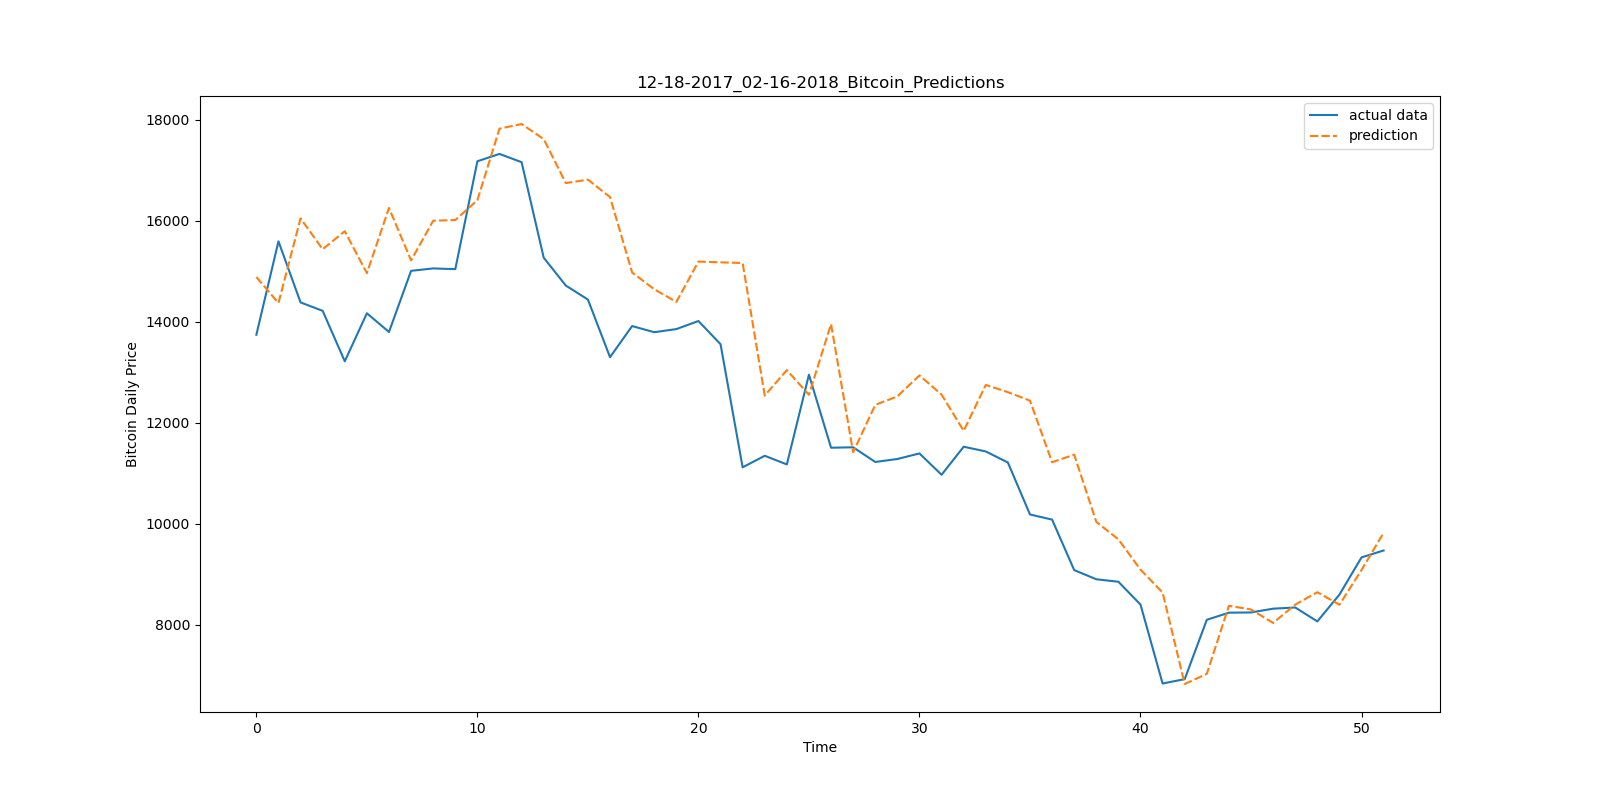 12-18-2017_02-16-2018_Bitcoin_Predictions
actual data
prediction
18000
16000
14000
12000
10000
8000
Bitcoin Daily Price
0 10 20 30 40 50
Time